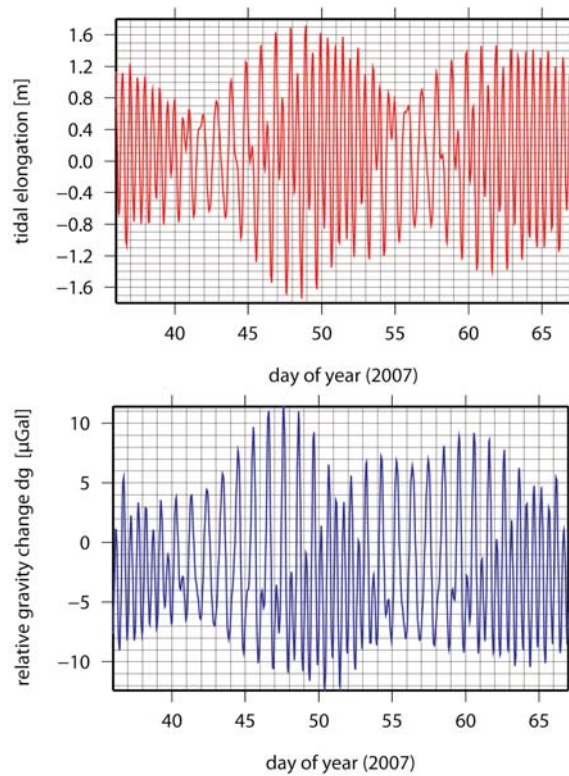 tidal elongation [m]
1.6
1.2
0.8
0.4
0.0
−0.4
−0.8
−1.2
−1.6
40 45 50 55 60 65
day of year (2007)
relative gravity change dg [µGal]
10
5
0
−5
−10
40 45 50 55 60 65
day of year (2007)